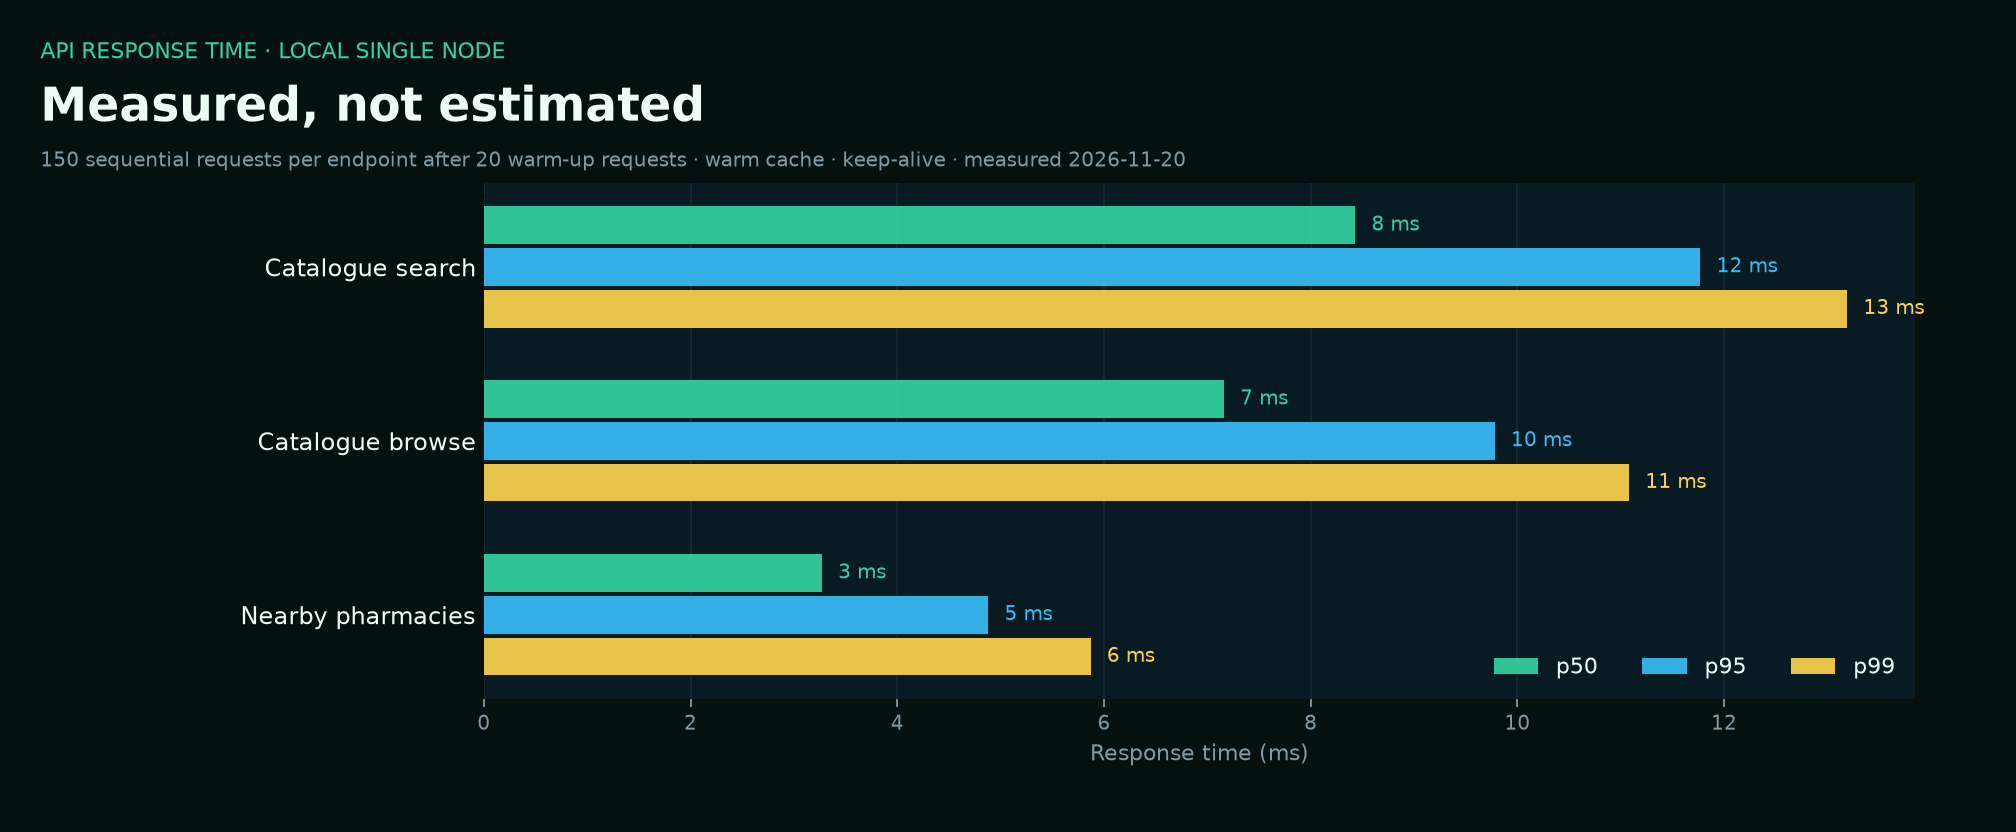 API RESPONSE TIME · LOCAL SINGLE NODE
Measured, not estimated
150 sequential requests per endpoint after 20 warm-up requests · warm cache · keep-alive · measured 2026-11-20
8 ms
Catalogue search
12 ms
13 ms
7 ms
Catalogue browse
10 ms
11 ms
3 ms
Nearby pharmacies
5 ms
6 ms
p50 p95 p99
0 2 4 6 8 10 12
Response time (ms)